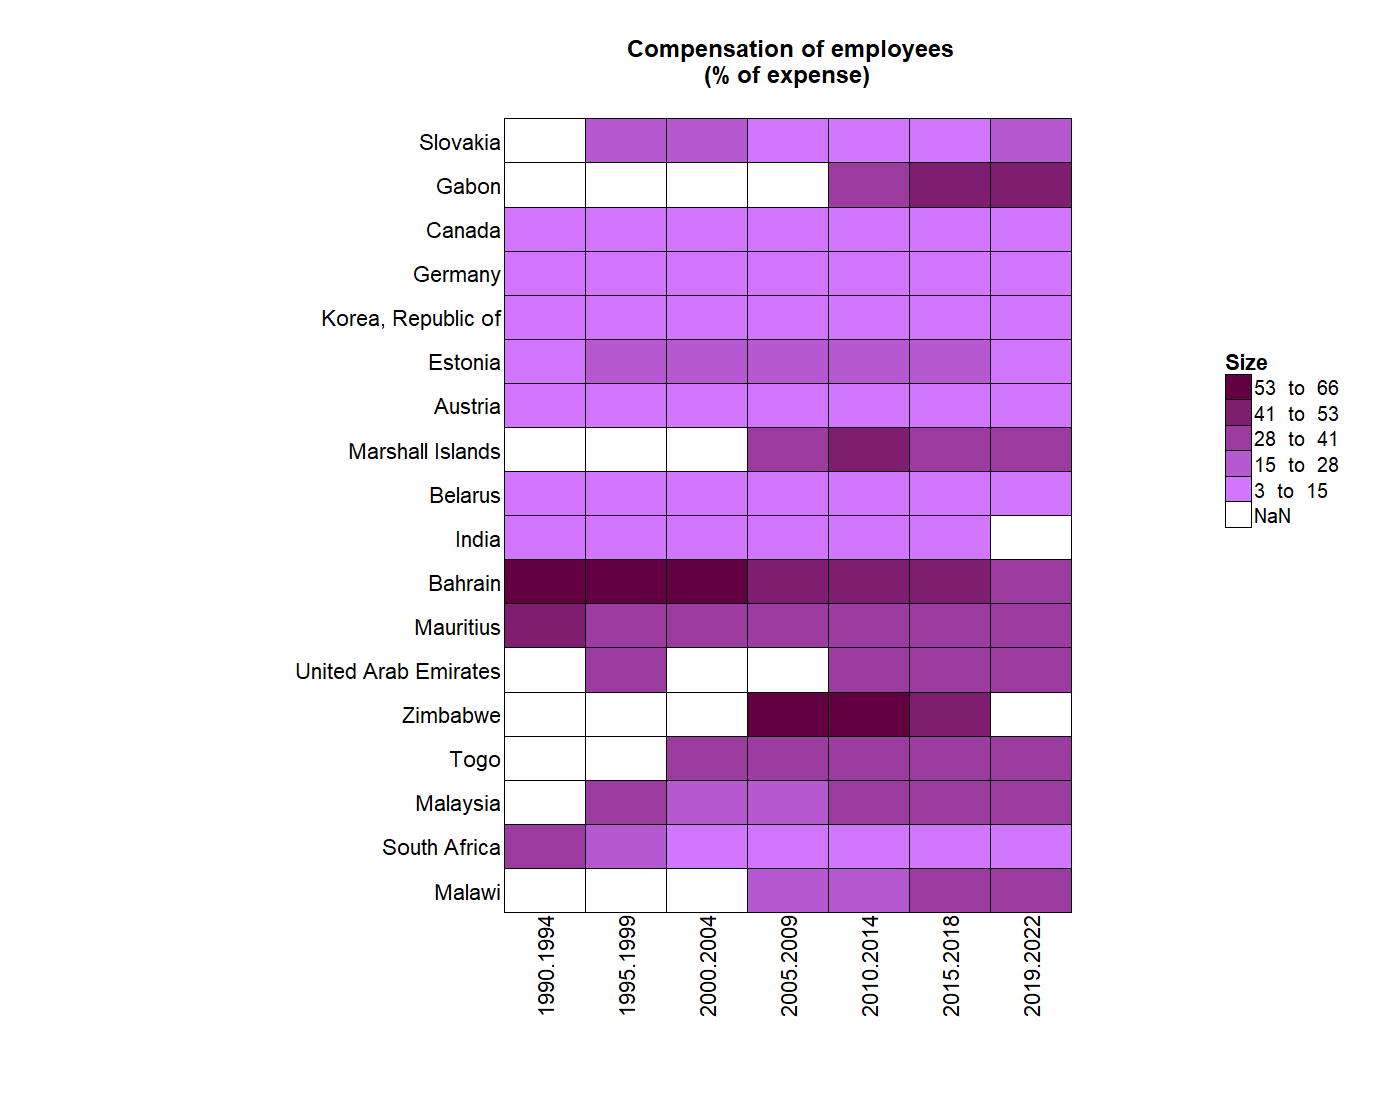 Compensation of employees
(% of expense)
Slovakia
Gabon
Canada
Germany
Korea, Republic of
Estonia
Austria
Marshall Islands
Belarus
India
Bahrain
Mauritius
United Arab Emirates
Zimbabwe
Togo
Malaysia
South Africa
Malawi
1990.1994
1995.1999
2000.2004
2005.2009
2010.2014
2015.2018
2019.2022
Size
53 to 66
41 to 53
28 to 41
15 to 28
3 to 15
NaN